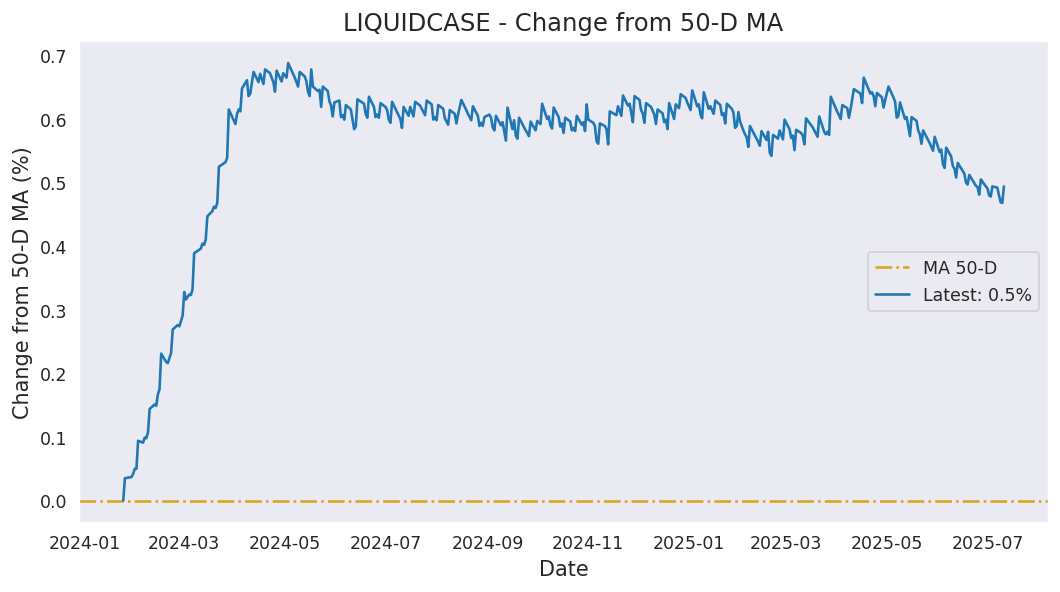 LIQUIDCASE - Change from 50-D MA
Change from 50-D MA (%)
0.7
0.6
0.5
0.4
0.3
0.2
0.1
0.0
MA 50-D
Latest: 0.5%
2024-01 2024-03 2024-05 2024-07 2024-09 2024-11 2025-01 2025-03 2025-05 2025-07
Date